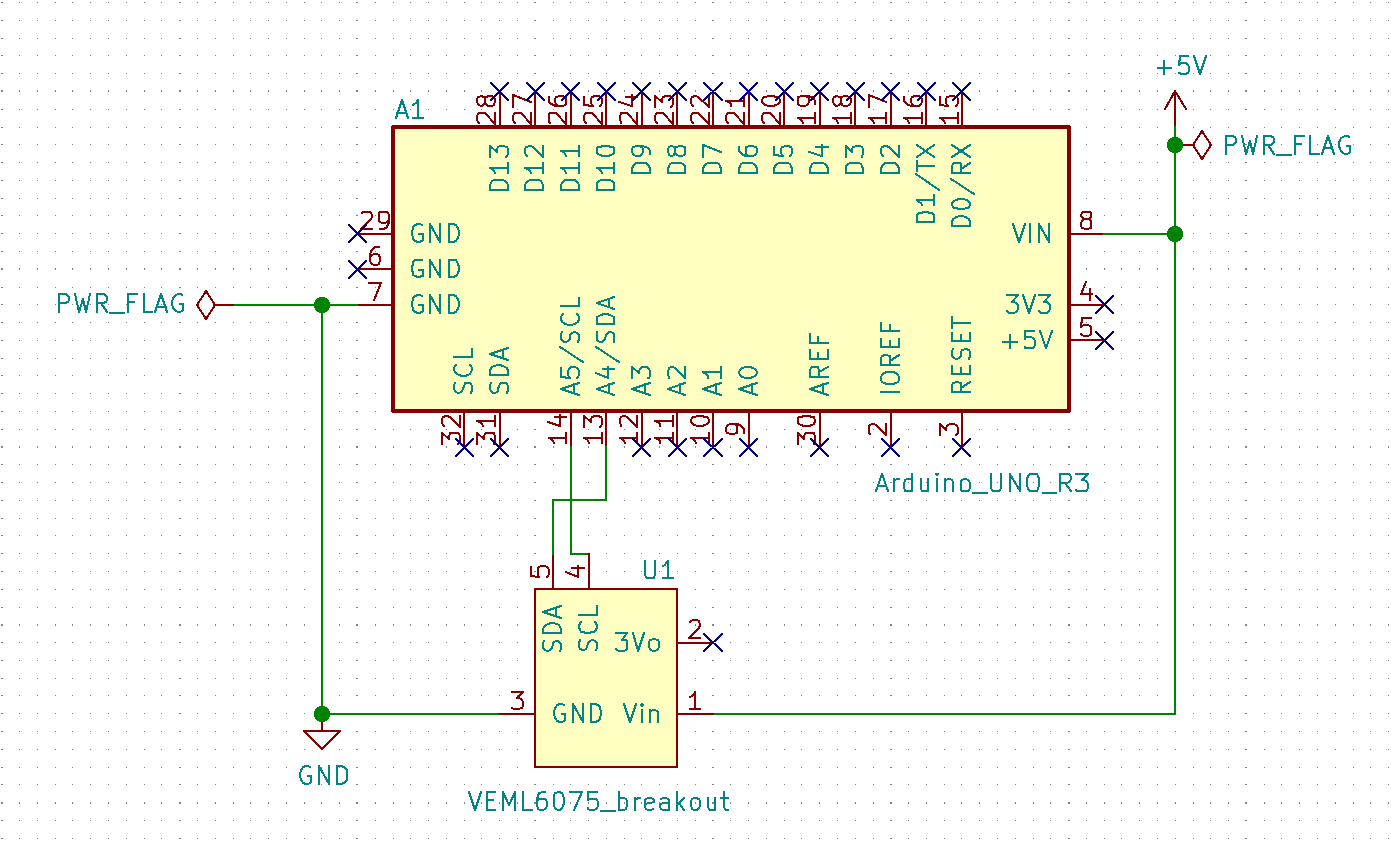 +5V
A1
28 27 26 25 24 23 22 21 20 19 18 17 16 15
PWR_FLAG
D13 D12 D11 D10 D9 D8 D7 D6 D5 D4 D3 D2 D1/TX D0/RX
29 GND
VIN 8
6 GND
PWR_FLAG
7 GND
3V3 4
+5V 5
SCL SDA A5/SCL A4/SDA A3 A2 A1 A0 AREF IOREF RESET
32 31 14 13 12 11 10 9 30 2 3
Arduino_UNO_R3
5 4
U1
SDA SCL
3Vo 2
3 GND
Vin 1
GND
VEML6075_breakout